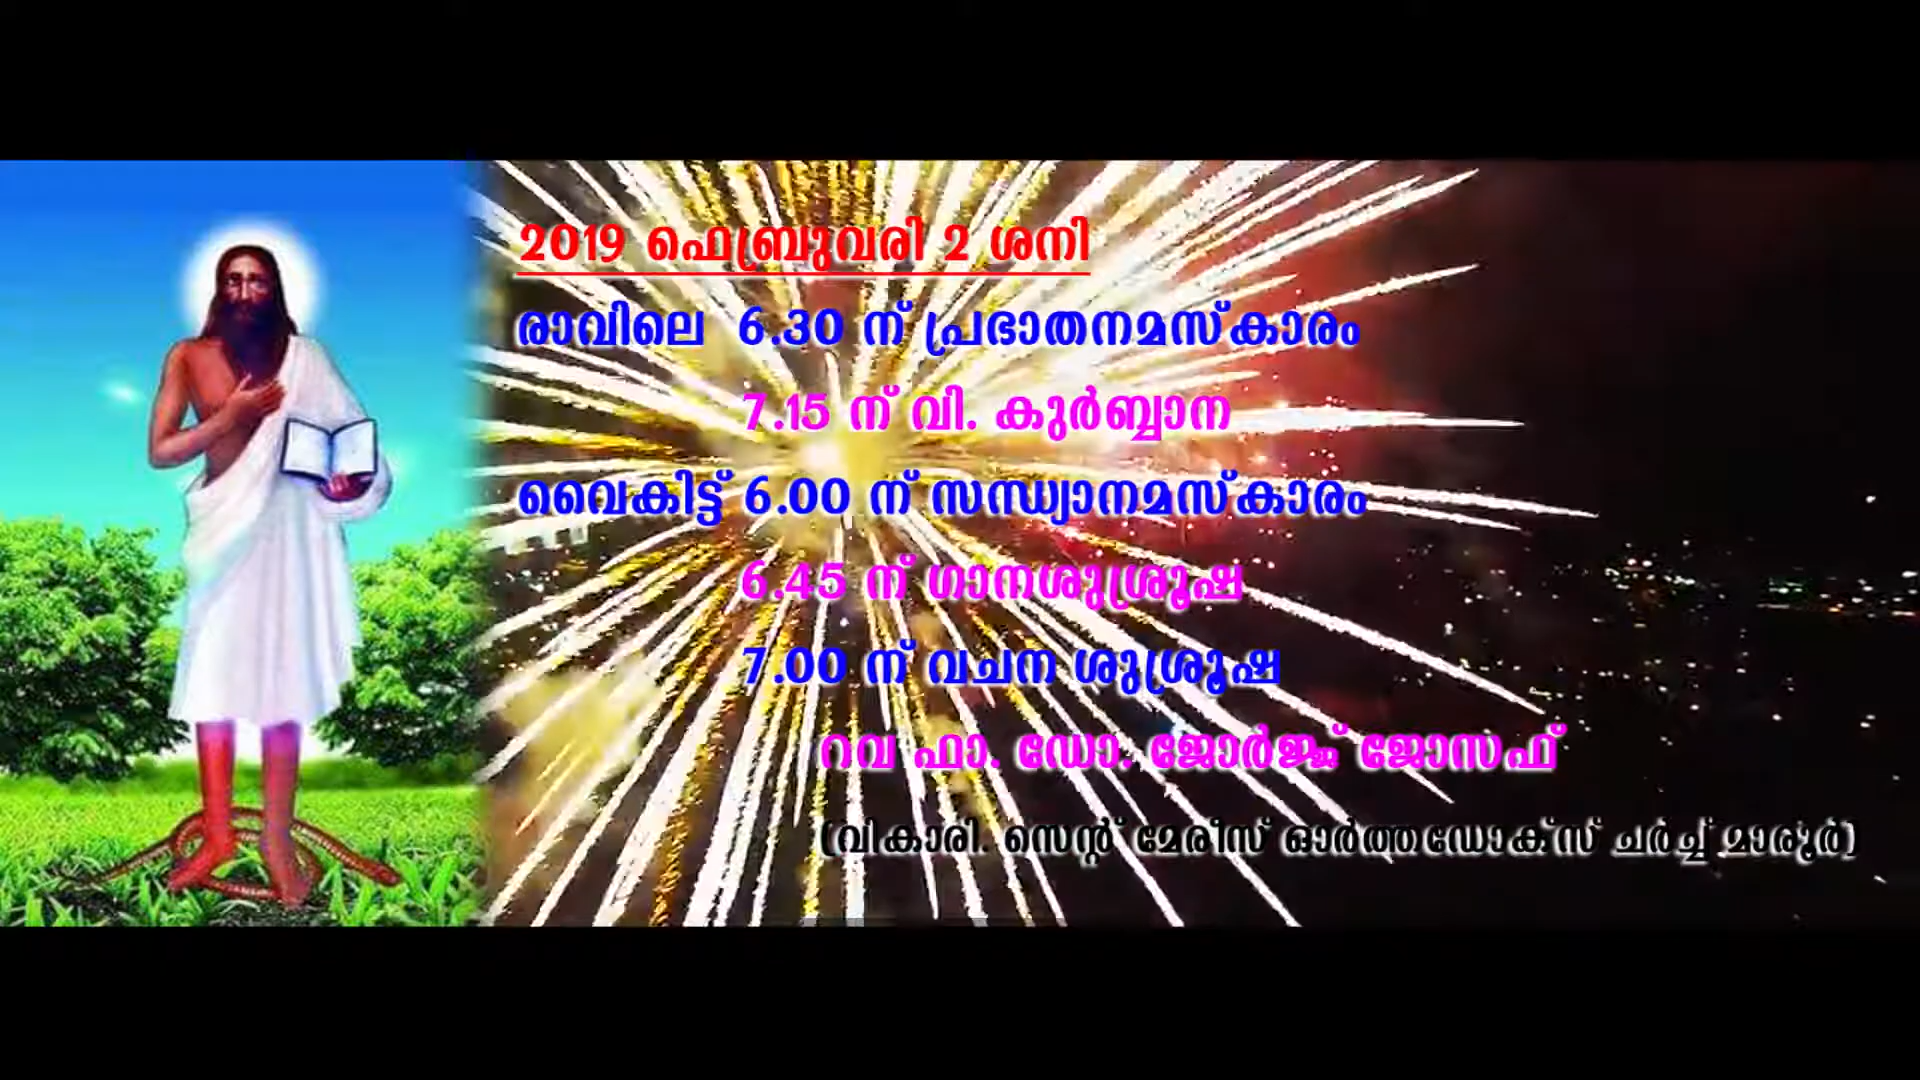 2019 ഫെബ്രുവരി 2 ശനി
രാവിലെ 6.30 ന് പ്രഭാതനമസ്കാരം
7.15 ന് വി. കുർബ്ബാന
വൈകിട്ട് 6.00 ന് സന്ധ്യാനമസ്കാരം
6.45 ന് ഗാനശുശ്രൂഷ
7.00 ന് വചന ശുശ്രൂഷ
റവ ഫാ. ഡോ. ജോർജ്ജ് ജോസഫ്
(വികാരി. സെന്റ് മേരീസ് ഓർത്തഡോക്സ് ചർച്ച് മാരൂർ)